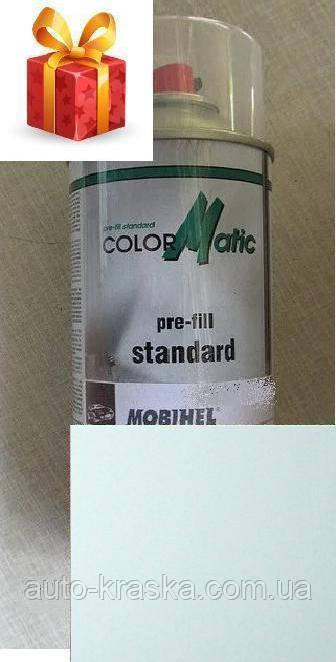 pre-fill standard
COLORMatic
pre-fill
standard
MOBIHEL
auto-kraska.com.ua